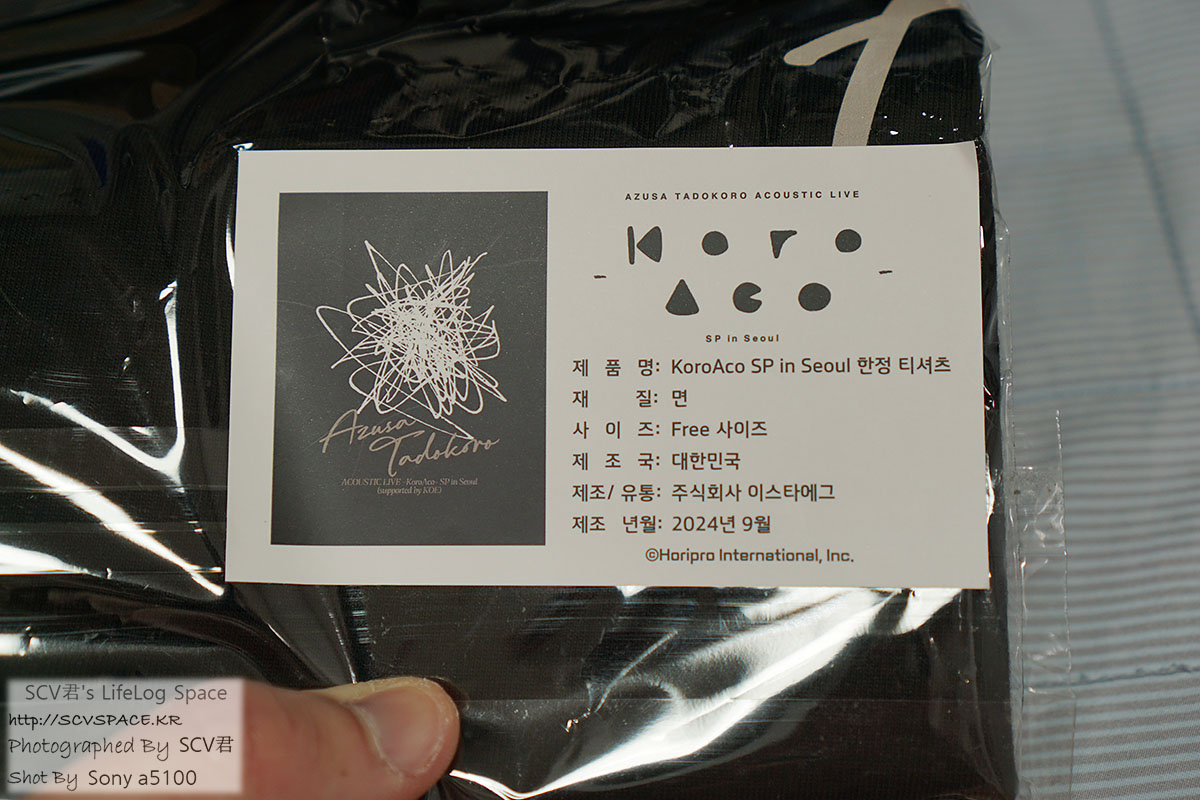 AZUSA TADOKORO ACOUSTIC LIVE
Koro
- Aco -
SP in Seoul
제 품 명: KoroAco SP in Seoul 한정 티셔츠
재 질: 면
사 이 즈: Free 사이즈
제 조 국: 대한민국
제조/ 유통: 주식회사 이스타에그
제조 년월: 2024년 9월
©Horipro International, Inc.
Azusa
Tadokoro
ACOUSTIC LIVE - KoroAco- SP in Seoul
(supported by KOE)
SCV君's LifeLog Space
http://SCVSPACE.KR
Photographed By SCV君
Shot By Sony a5100